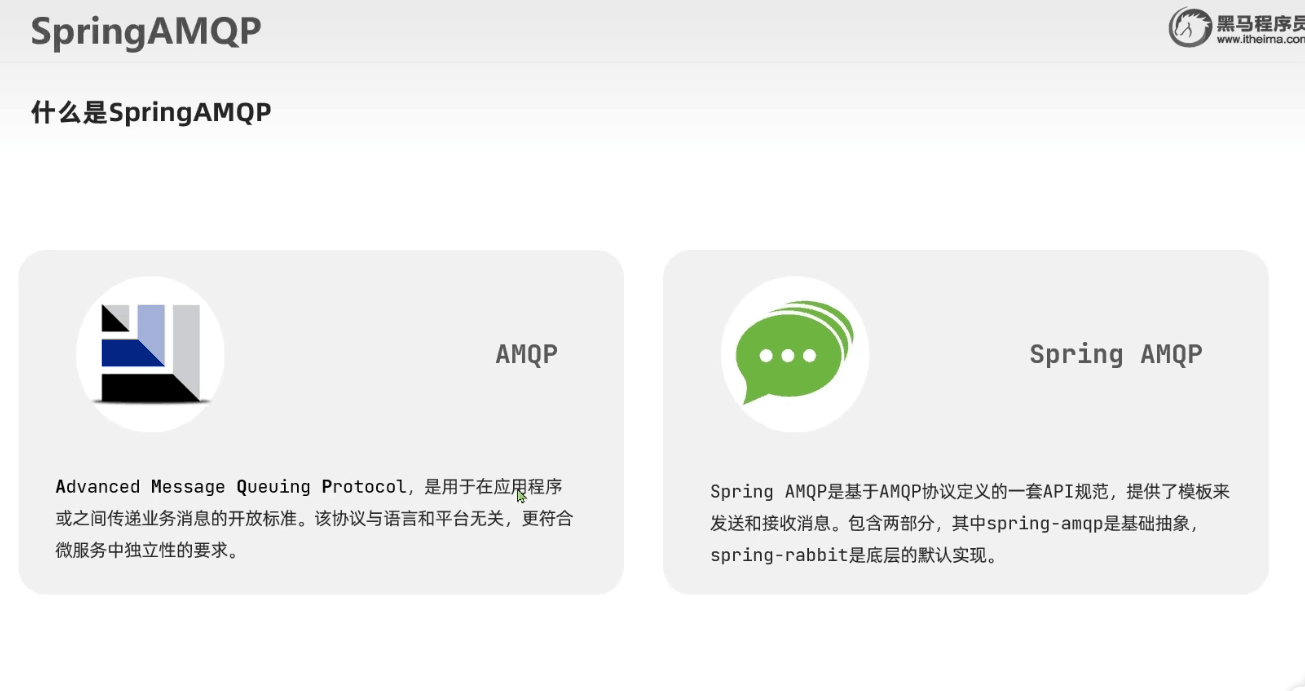 SpringAMQP
黑马程序员
www.itheima.com
什么是SpringAMQP
AMQP
Advanced Message Queuing Protocol，是用于在应用程序
或之间传递业务消息的开放标准。该协议与语言和平台无关，更符合
微服务中独立性的要求。
Spring AMQP
Spring AMQP是基于AMQP协议定义的一套API规范，提供了模板来
发送和接收消息。包含两部分，其中spring-amqp是基础抽象，
spring-rabbit是底层的默认实现。